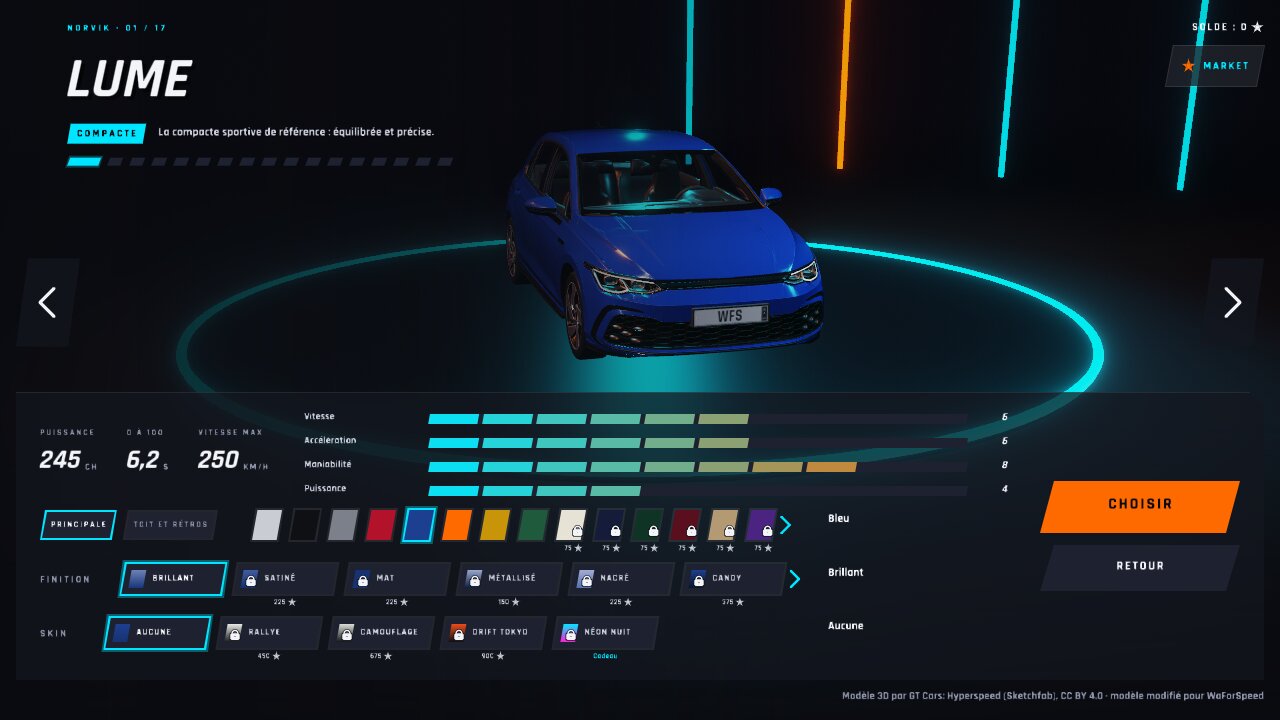 NORVIK · 01 / 17
SOLDE : 0 ★
★ MARKET
LUME
COMPACTE La compacte sportive de référence : équilibrée et précise.
WFS
PUISSANCE 0 À 100 VITESSE MAX
245 CH 6,2 S 250 KM/H
Vitesse 6
Accélération 6
Maniabilité 8
Puissance 4
PRINCIPALE TOIT ET RÉTROS Bleu
75 ★ 75 ★ 75 ★ 75 ★ 75 ★ 75 ★
FINITION BRILLANT SATINÉ MAT MÉTALLISÉ NACRÉ CANDY Brillant
225 ★ 225 ★ 150 ★ 225 ★ 375 ★
SKIN AUCUNE RALLYE CAMOUFLAGE DRIFT TOKYO NÉON NUIT Aucune
450 ★ 675 ★ 900 ★ Cadeau
CHOISIR
RETOUR
Modèle 3D par GT Cars: Hyperspeed (Sketchfab), CC BY 4.0 · modèle modifié pour WaForSpeed